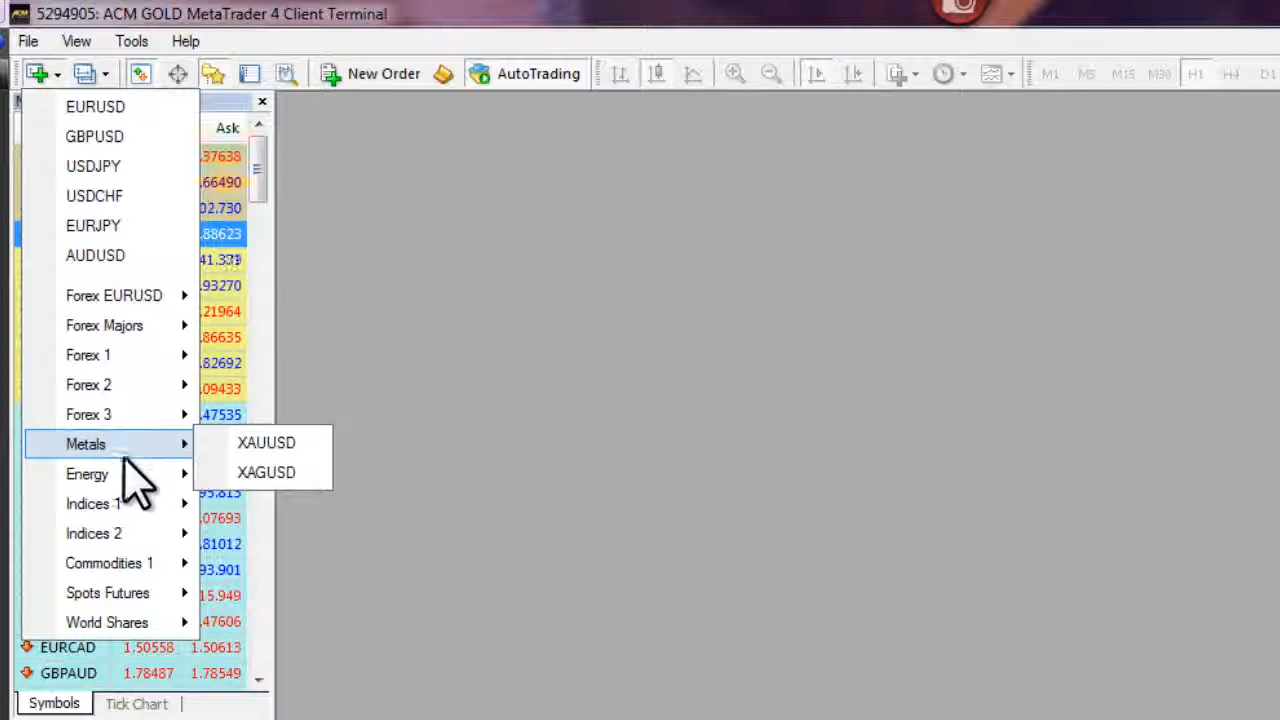 5294905: ACM GOLD MetaTrader 4 Client Terminal
File View Tools Help
New Order AutoTrading M1 M5 M15 M30 H1 H4 D1
Ask
EURUSD
GBPUSD
USDJPY
USDCHF
EURJPY
AUDUSD
Forex EURUSD
Forex Majors
Forex 1
Forex 2
Forex 3
Metals
Energy
Indices 1
Indices 2
Commodities 1
Spots Futures
World Shares
XAUUSD
XAGUSD
.37638
.66490
02.730
.88623
41.379
.93270
.21964
.86635
.82692
.09433
.47535
95.813
.07693
.81012
93.901
15.949
.47606
EURCAD 1.50558 1.50613
GBPAUD 1.78487 1.78549
Symbols Tick Chart